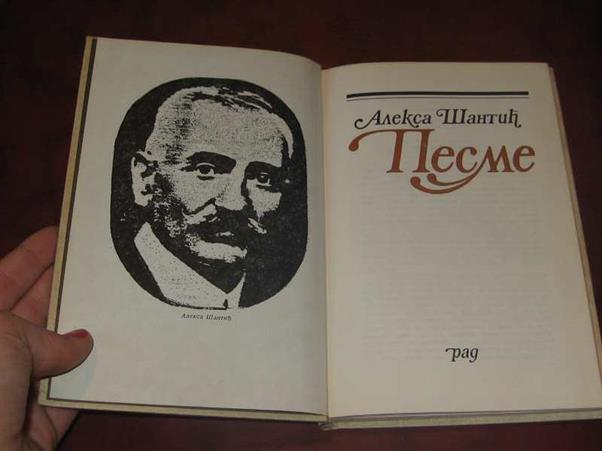 Алекса Шантић
Алекса Шантић
Песме
рад